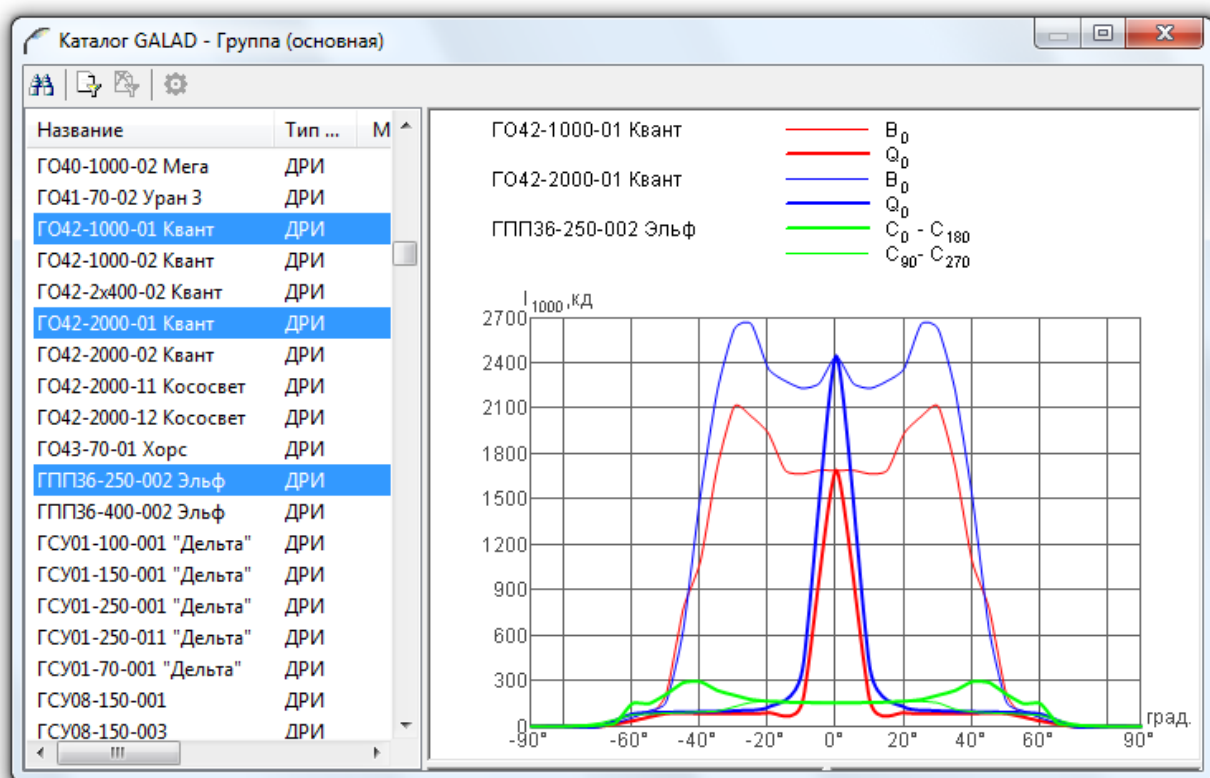 Каталог GALAD - Группа (основная)
Название Тип ... М
ГО40-1000-02 Мега ДРИ
ГО41-70-02 Уран 3 ДРИ
ГО42-1000-01 Квант ДРИ
ГО42-1000-02 Квант ДРИ
ГО42-2х400-02 Квант ДРИ
ГО42-2000-01 Квант ДРИ
ГО42-2000-02 Квант ДРИ
ГО42-2000-11 Кососвет ДРИ
ГО42-2000-12 Кососвет ДРИ
ГО43-70-01 Хорс ДРИ
ГПП36-250-002 Эльф ДРИ
ГПП36-400-002 Эльф ДРИ
ГСУ01-100-001 "Дельта" ДРИ
ГСУ01-150-001 "Дельта" ДРИ
ГСУ01-250-001 "Дельта" ДРИ
ГСУ01-250-011 "Дельта" ДРИ
ГСУ01-70-001 "Дельта" ДРИ
ГСУ08-150-001 ДРИ
ГСУ08-150-003 ДРИ
ГО42-1000-01 Квант B0
Q0
ГО42-2000-01 Квант B0
Q0
ГПП36-250-002 Эльф C0 - C180
C90- C270
I1000,кд
2700
2400
2100
1800
1500
1200
900
600
300
0
-90° -60° -40° -20° 0° 20° 40° 60° 90°
град.